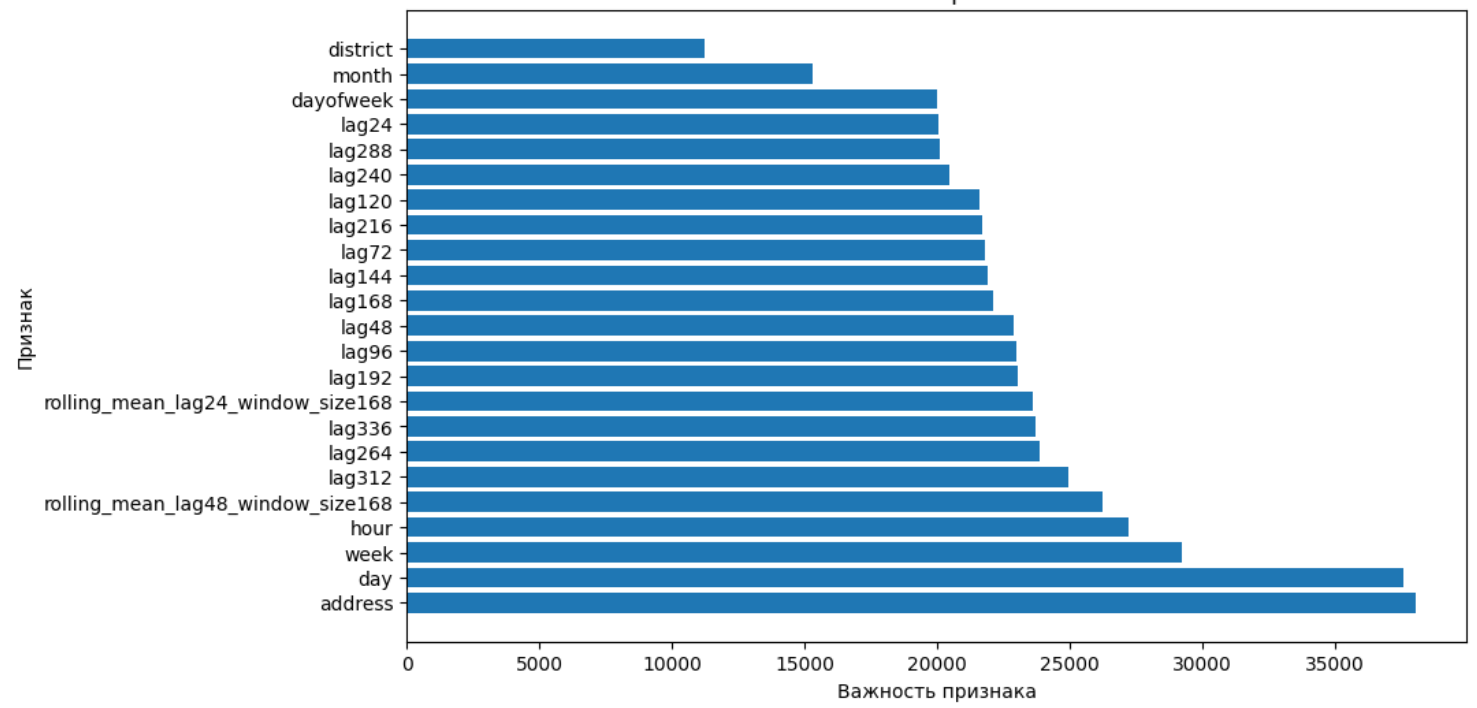 district
month
dayofweek
lag24
lag288
lag240
lag120
lag216
lag72
lag144
lag168
lag48
lag96
lag192
rolling_mean_lag24_window_size168
lag336
lag264
lag312
rolling_mean_lag48_window_size168
hour
week
day
address
Признак
0 5000 10000 15000 20000 25000 30000 35000
Важность признака